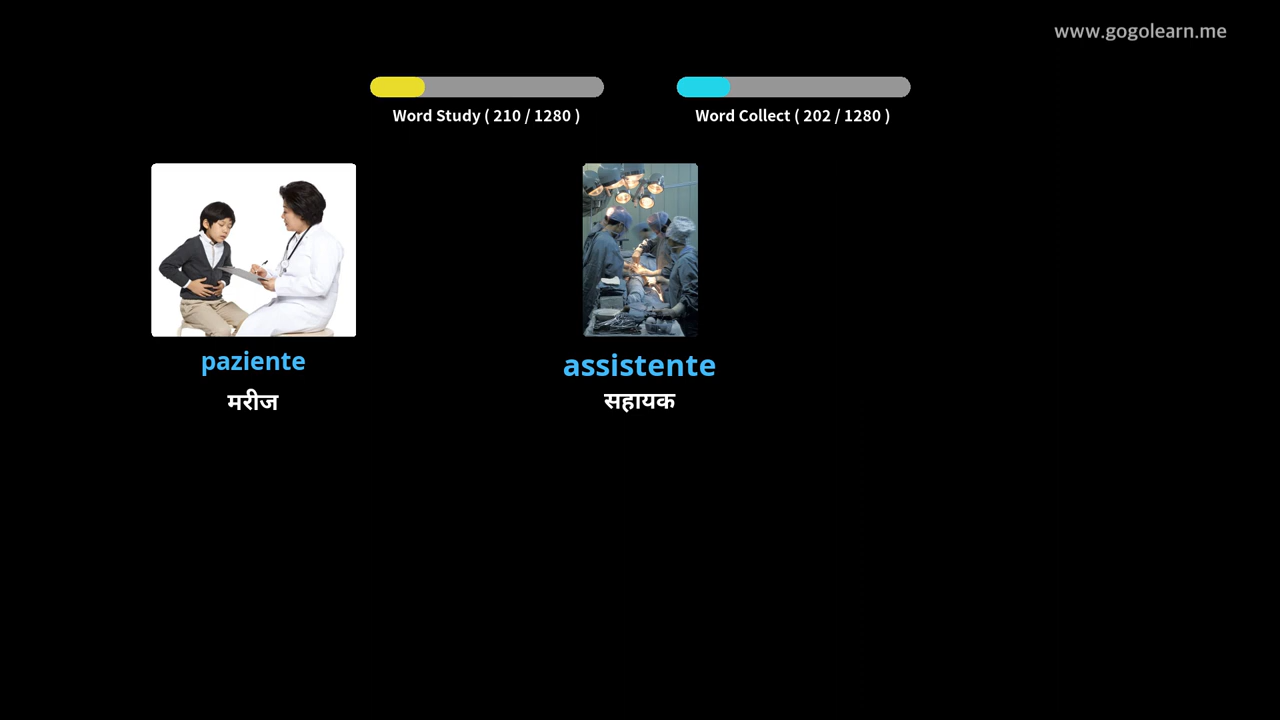 www.gogolearn.me
Word Study ( 210 / 1280 )
Word Collect ( 202 / 1280 )
paziente
मरीज
assistente
सहायक